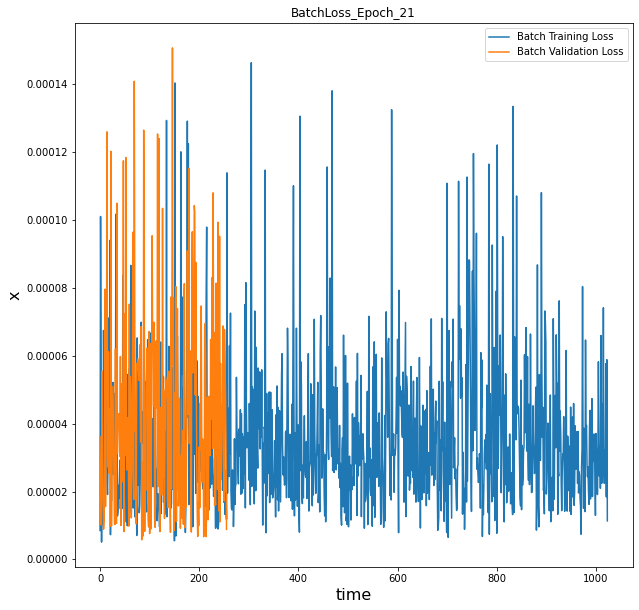 BatchLoss_Epoch_21
Batch Training Loss
Batch Validation Loss
0.00014
0.00012
0.00010
0.00008
0.00006
0.00004
0.00002
0.00000
x
0 200 400 600 800 1000
time